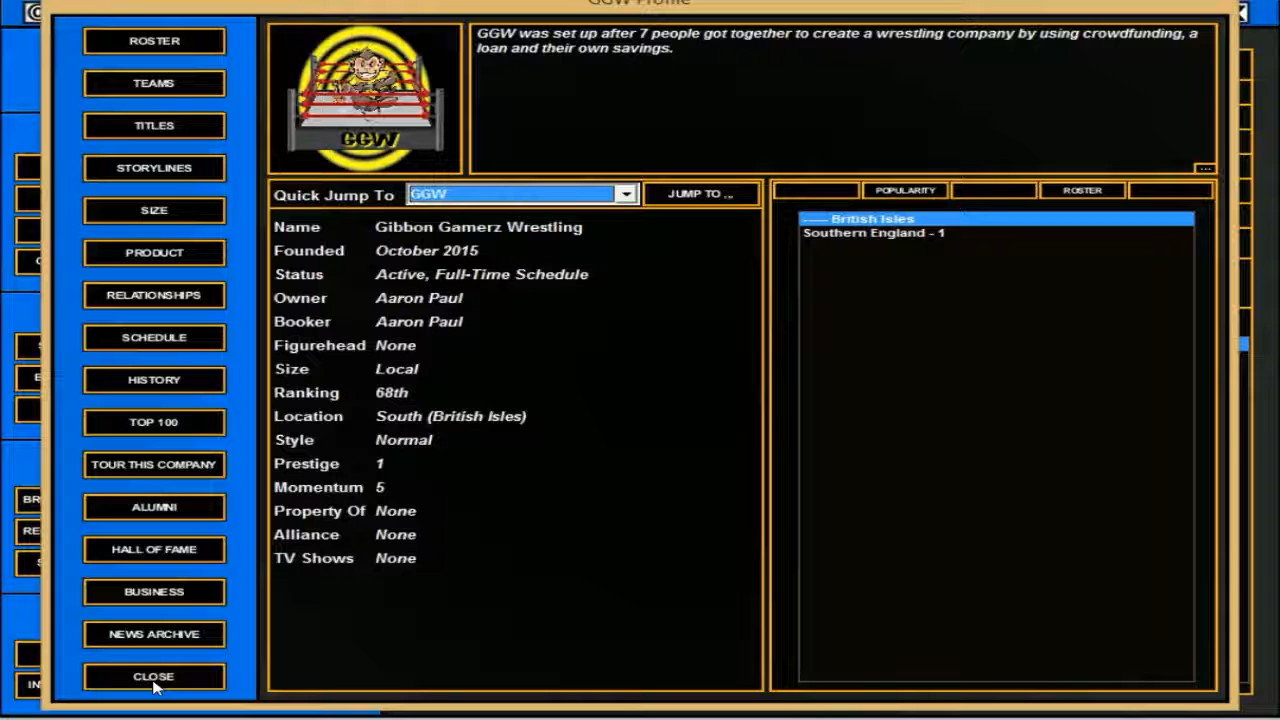 GGW Profile
ROSTER
TEAMS
TITLES
STORYLINES
SIZE
PRODUCT
RELATIONSHIPS
SCHEDULE
HISTORY
TOP 100
TOUR THIS COMPANY
ALUMNI
HALL OF FAME
BUSINESS
NEWS ARCHIVE
CLOSE
GGW
GGW was set up after 7 people got together to create a wrestling company by using crowdfunding, a
loan and their own savings.
...
Quick Jump To GGW JUMP TO ...
Name Gibbon Gamerz Wrestling
Founded October 2015
Status Active, Full-Time Schedule
Owner Aaron Paul
Booker Aaron Paul
Figurehead None
Size Local
Ranking 68th
Location South (British Isles)
Style Normal
Prestige 1
Momentum 5
Property Of None
Alliance None
TV Shows None
POPULARITY ROSTER
----- British Isles
Southern England - 1
BR
RE
IN